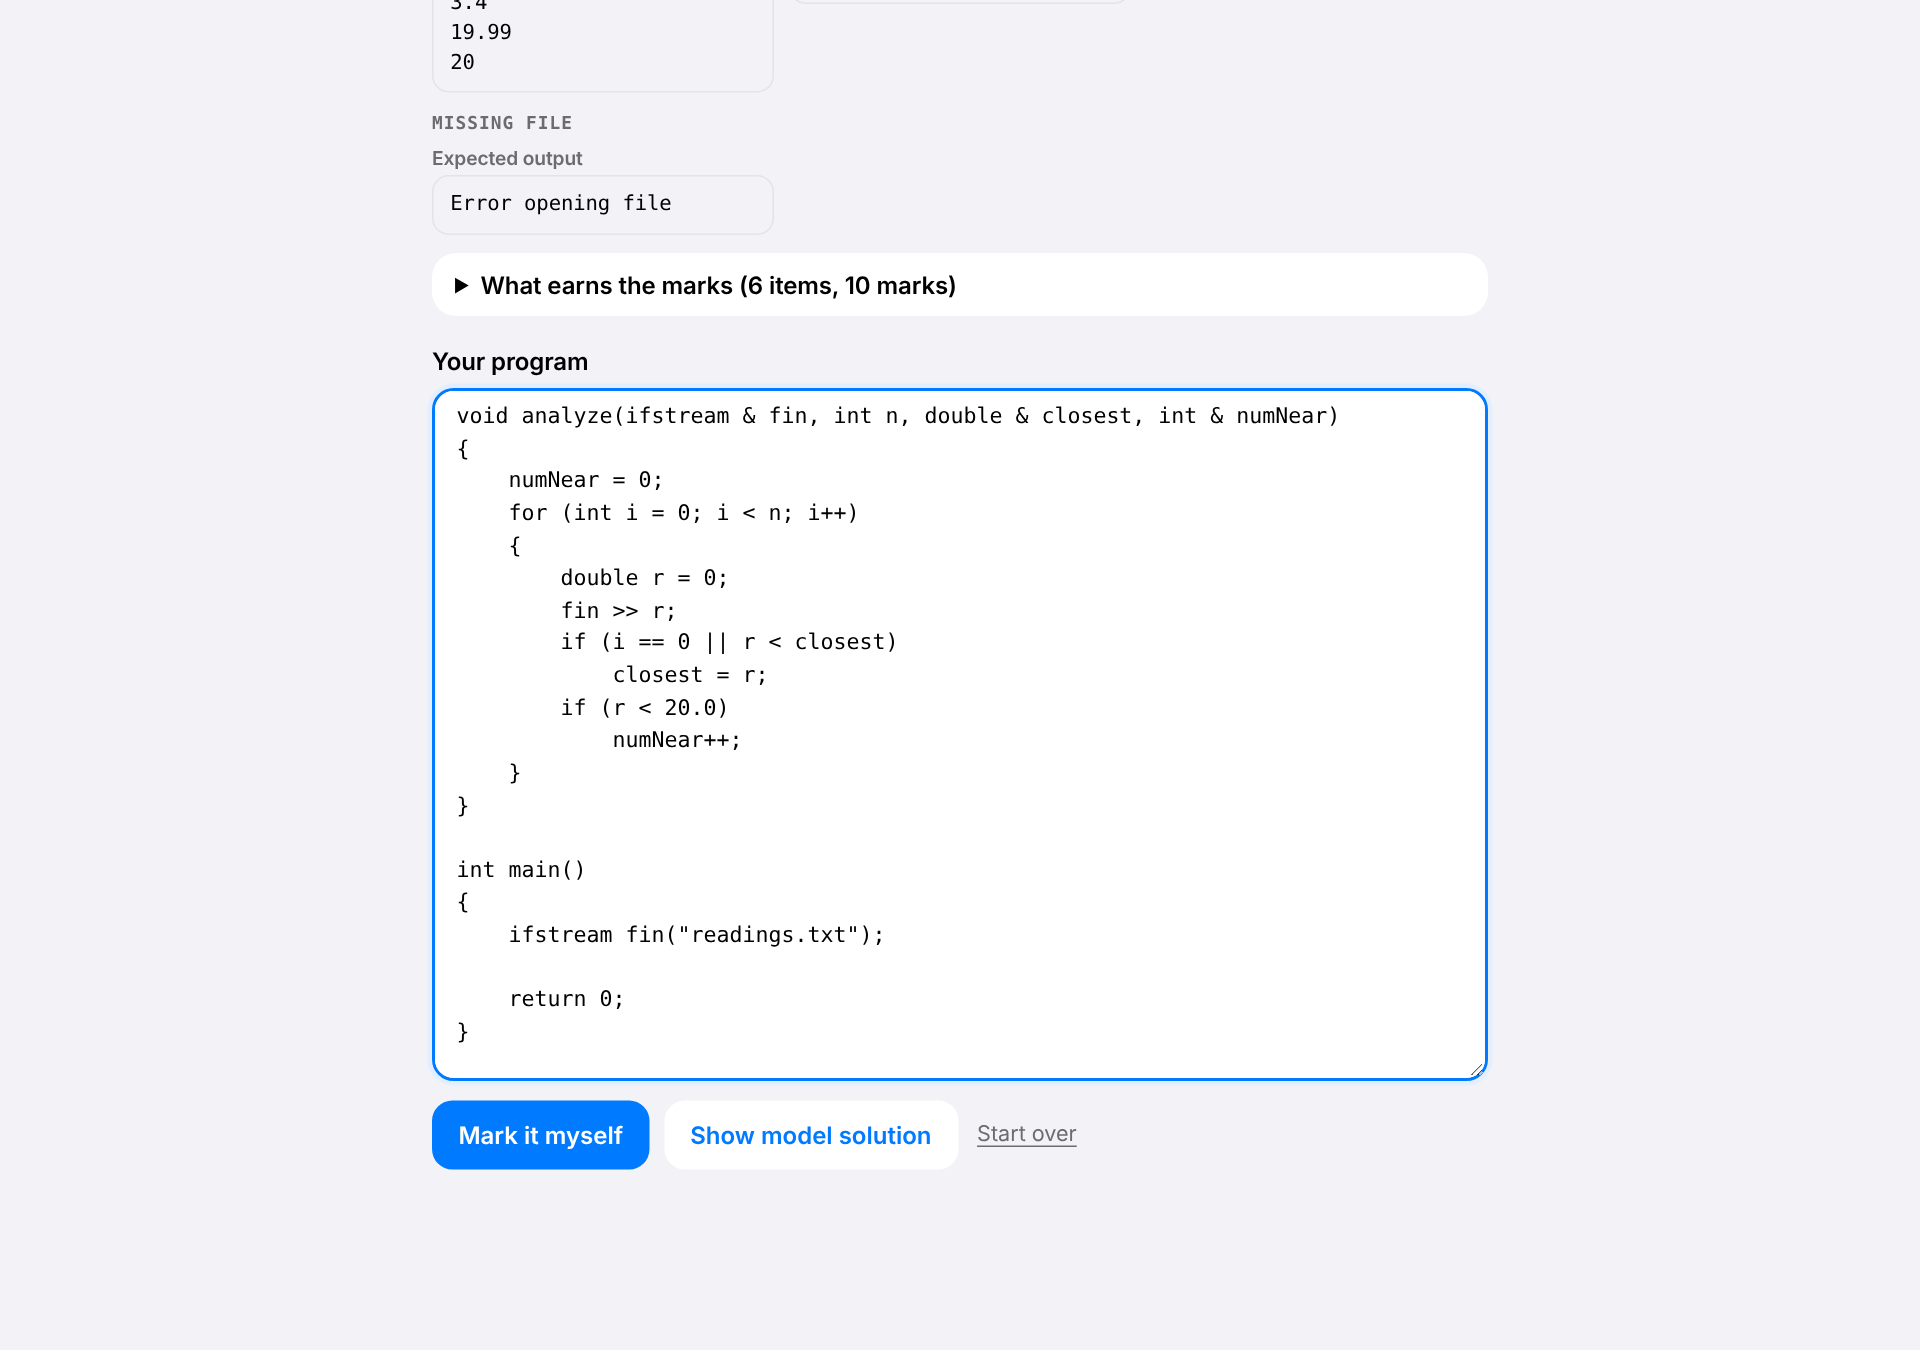 3.4
19.99
20
MISSING FILE
Expected output
Error opening file
What earns the marks (6 items, 10 marks)
Your program
void analyze(ifstream & fin, int n, double & closest, int & numNear)
{
    numNear = 0;
    for (int i = 0; i < n; i++)
    {
        double r = 0;
        fin >> r;
        if (i == 0 || r < closest)
            closest = r;
        if (r < 20.0)
            numNear++;
    }
}
int main()
{
    ifstream fin("readings.txt");
    return 0;
}
Mark it myself
Show model solution
Start over